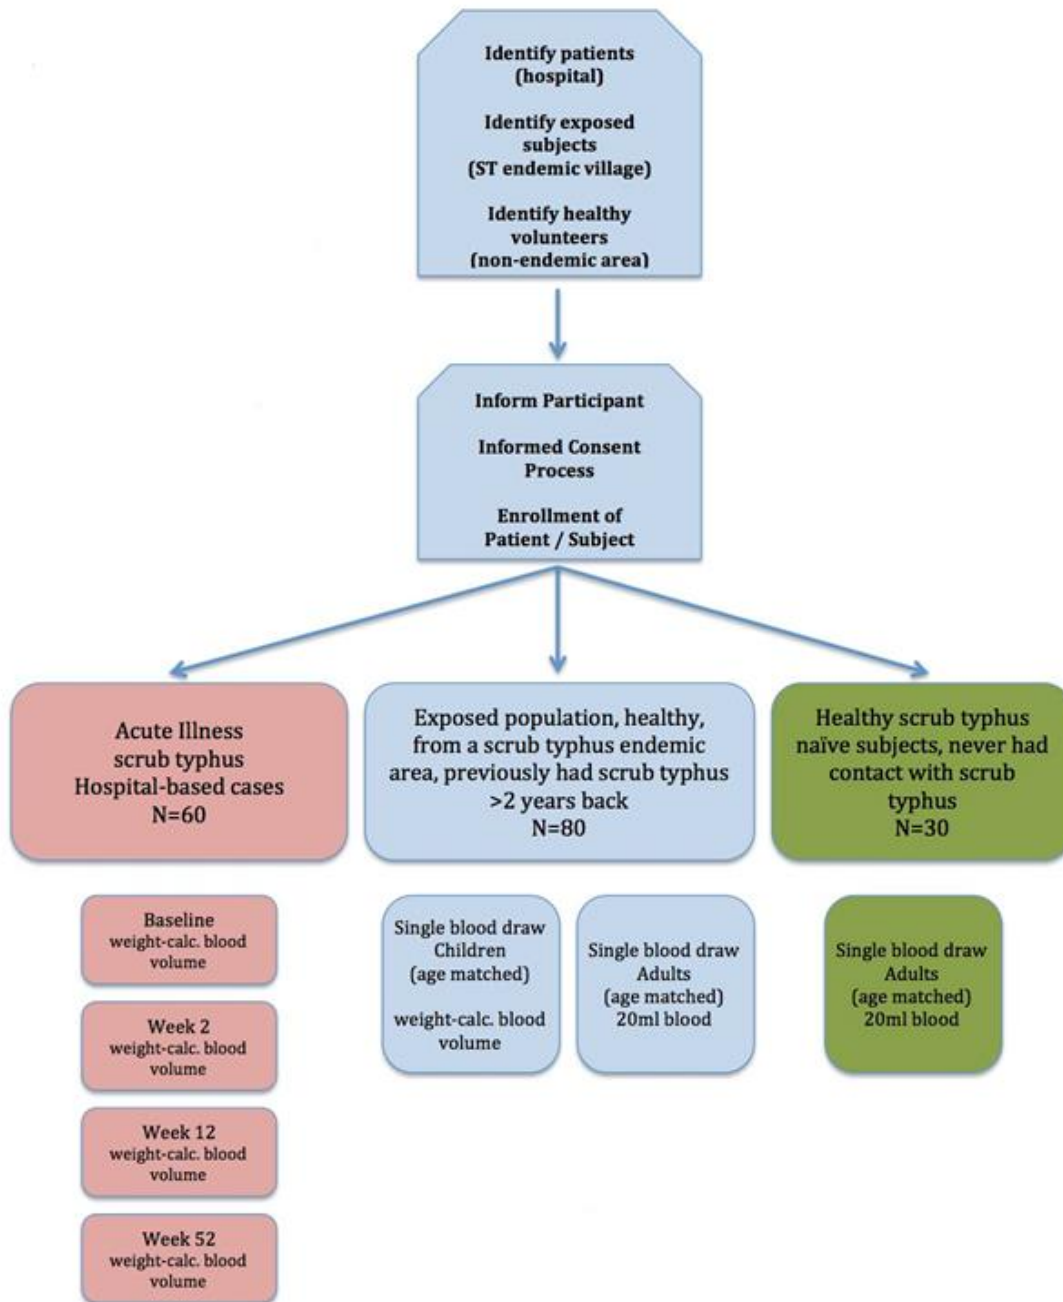 Identify patients
(hospital)
Identify exposed
subjects
(ST endemic village)
Identify healthy
volunteers
(non-endemic area)
Inform Participant
Informed Consent
Process
Enrollment of
Patient / Subject
Acute Illness
scrub typhus
Hospital-based cases
N=60
Exposed population, healthy,
from a scrub typhus endemic
area, previously had scrub typhus
>2 years back
N=80
Healthy scrub typhus
naïve subjects, never had
contact with scrub
typhus
N=30
Baseline
weight-calc. blood
volume
Week 2
weight-calc. blood
volume
Week 12
weight-calc. blood
volume
Week 52
weight-calc. blood
volume
Single blood draw
Children
(age matched)
weight-calc. blood
volume
Single blood draw
Adults
(age matched)
20ml blood
Single blood draw
Adults
(age matched)
20ml blood